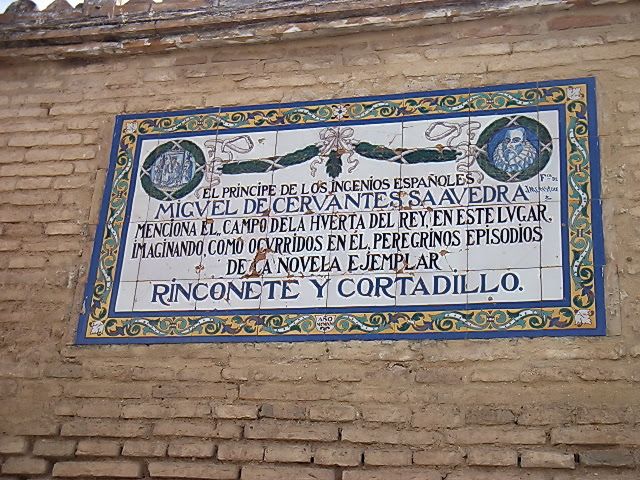 EL PRINCIPE DE LOS INGENIOS ESPAÑOLES
MIGVEL DE CERVANTES SAAVEDRA
MENCIONA EL, CAMPO DE LA HVERTA DEL REY, EN ESTE LVGAR,
IMAGINANDO, COMO OCVRRIDOS EN EL, PEREGRINOS EPISODIOS
DE LA NOVELA EJEMPLAR
RINCONETE Y CORTADILLO.
AÑO